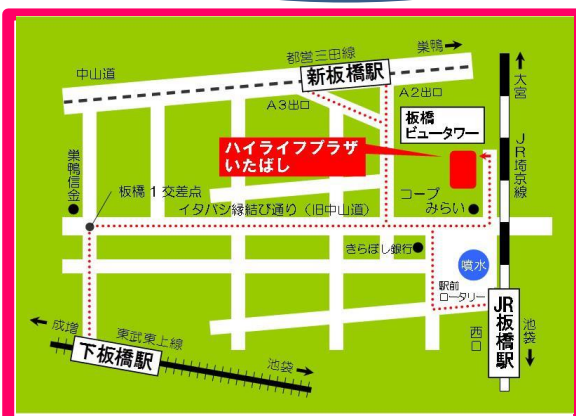 巣鴨→
都営三田線
新板橋駅
中山道
A3出口
A2出口
↑
大宮
板橋
ビュータワー
JR埼京線
ハイライフプラザ
いたばし
巣鴨信金
板橋1交差点
コープ
みらい
イタバシ縁結び通り（旧中山道）
きらぼし銀行
噴水
駅前
ロータリー
JR板橋駅
西口
池袋
↓
←成増
東武東上線
下板橋駅
池袋→